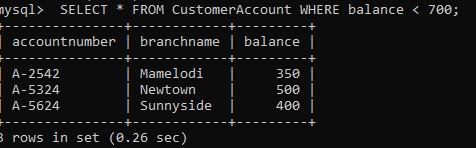 mysql>  SELECT * FROM CustomerAccount WHERE balance < 700;
+---------------+------------+---------+
| accountnumber | branchname | balance |
+---------------+------------+---------+
| A-2542        | Mamelodi   |     350 |
| A-5324        | Newtown    |     500 |
| A-5624        | Sunnyside  |     400 |
+---------------+------------+---------+
3 rows in set (0.26 sec)